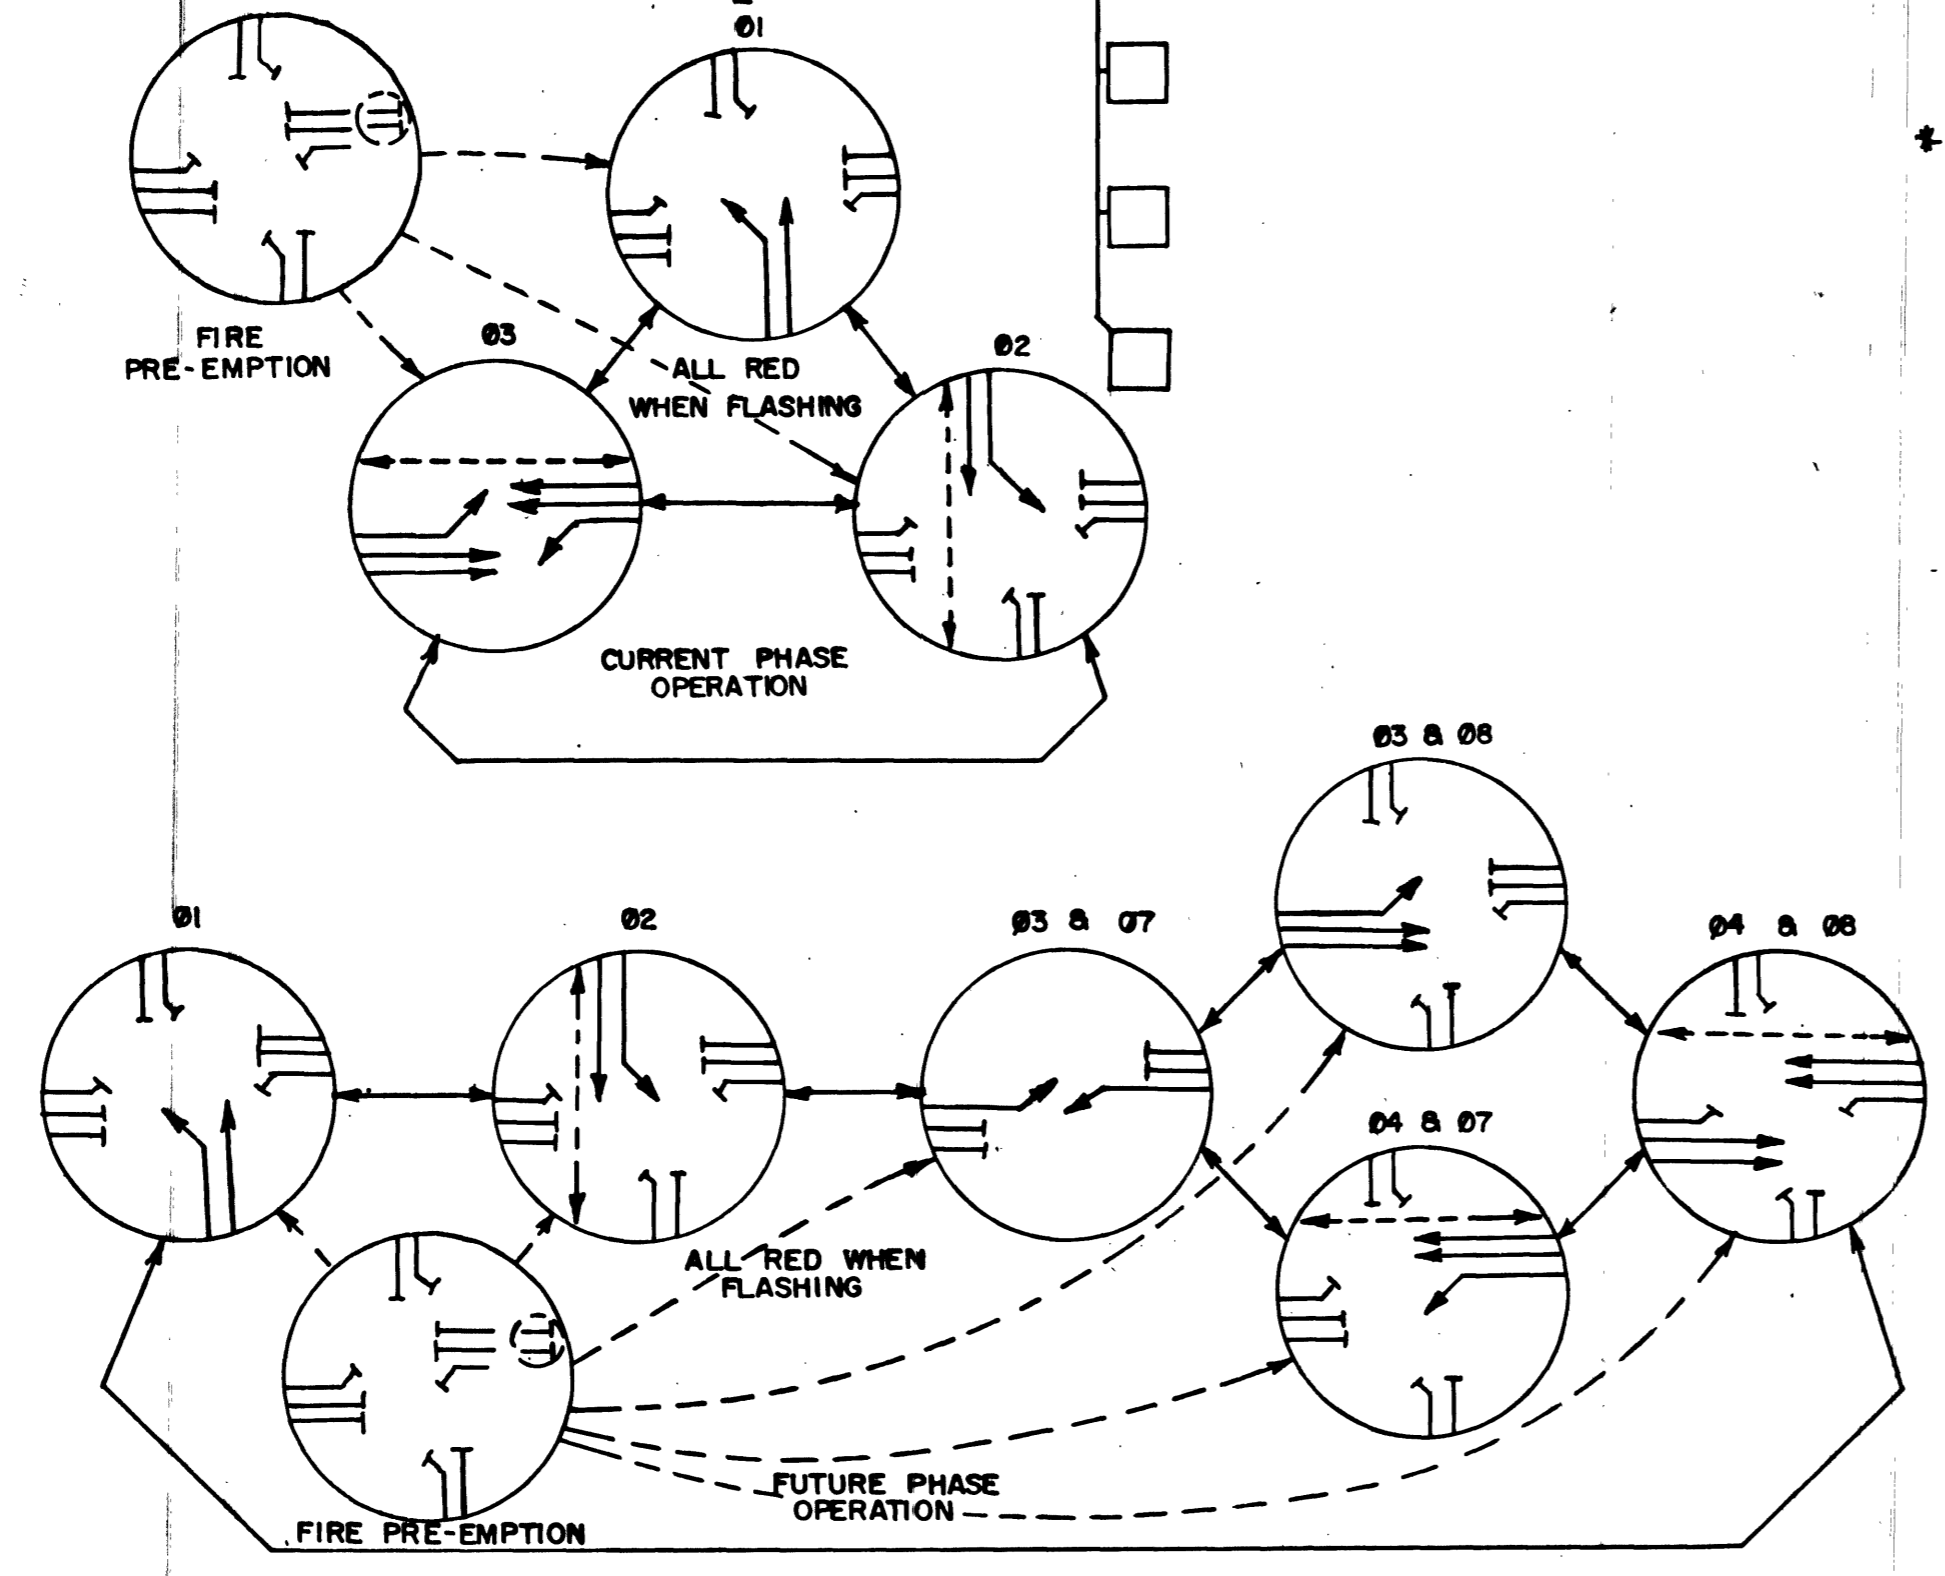 Ø1
FIRE
PRE-EMPTION
Ø3
ALL RED
WHEN FLASHING
Ø2
*
CURRENT PHASE
OPERATION
Ø3 & Ø8
Ø1
Ø2
Ø3 & Ø7
Ø4 & Ø8
Ø4 & Ø7
ALL RED WHEN
FLASHING
FUTURE PHASE
OPERATION
FIRE PRE-EMPTION